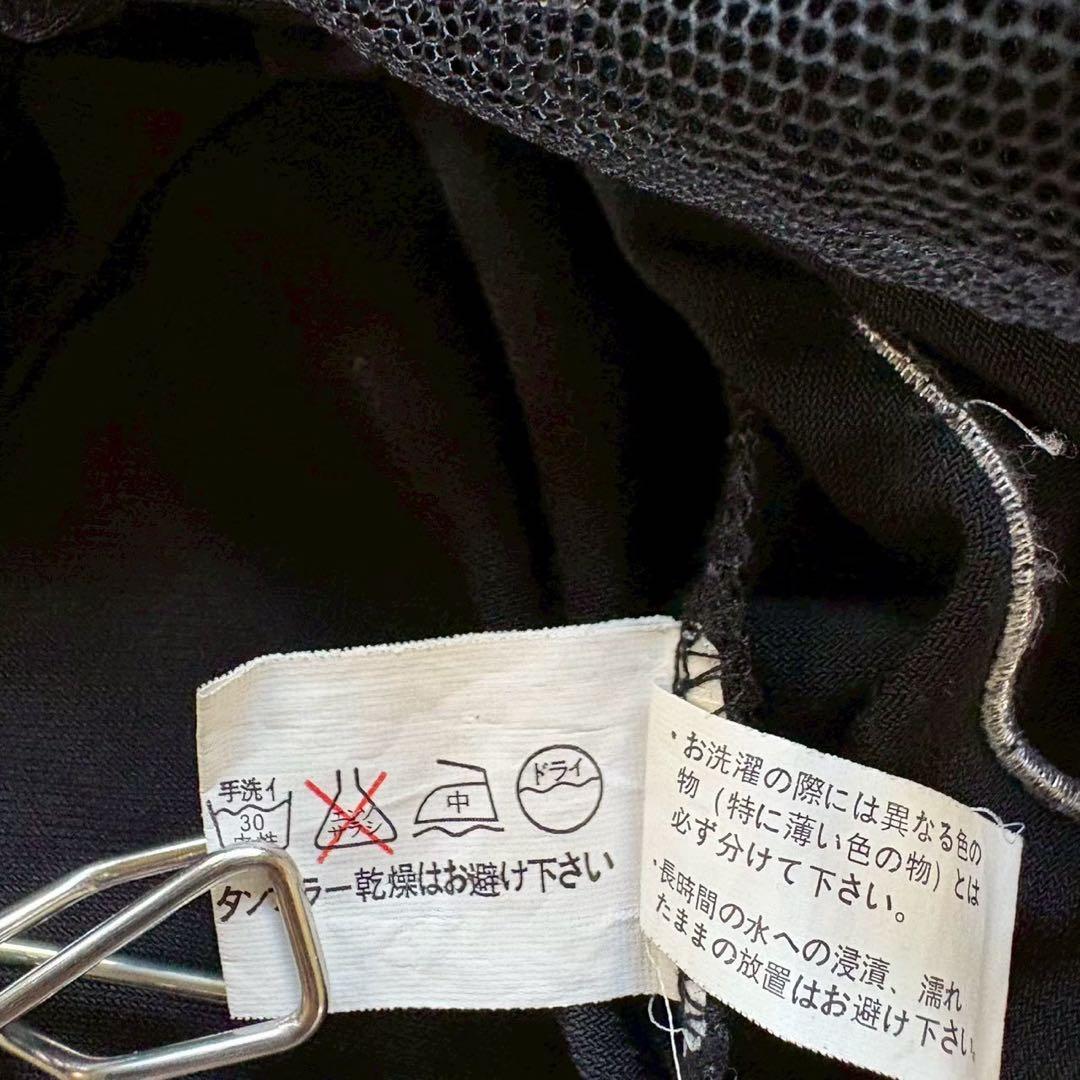 手洗イ
30
中
ドライ
エンソ
サラシ
タンブラー乾燥はお避け下さい
・お洗濯の際には異なる色の
物（特に薄い色の物）とは
必ず分けて下さい。
・長時間の水への浸漬、濡れ
たままの放置はお避け下さい